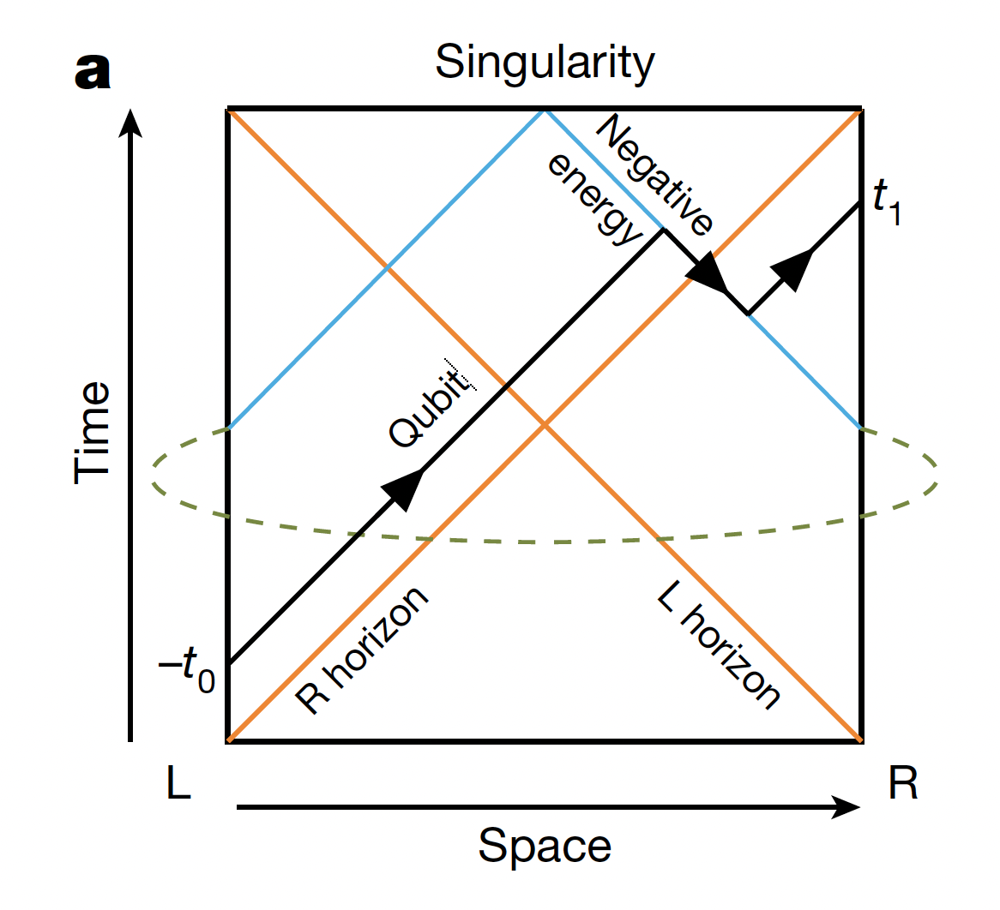 a
Singularity
Negative
energy
t1
Qubit
Time
–t0
R horizon
L horizon
L
R
Space